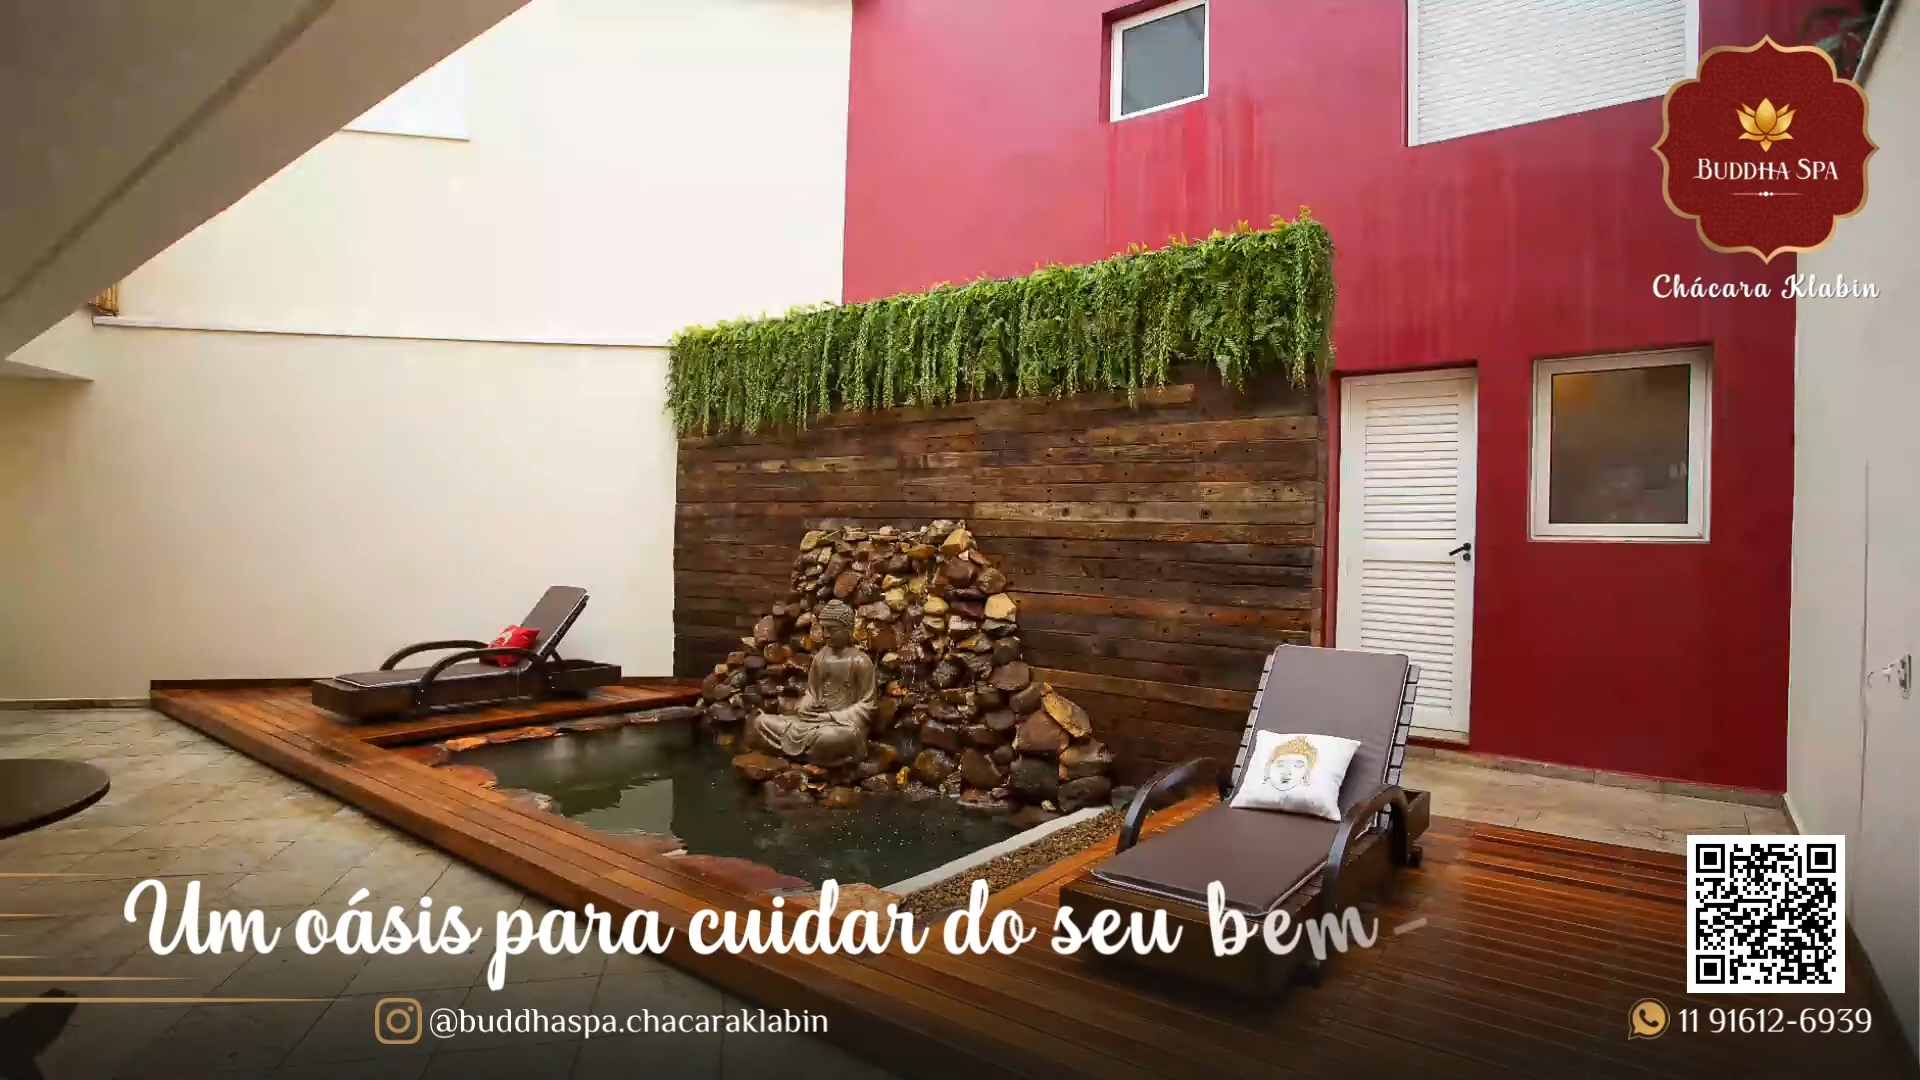 BUDDHA SPA
Chácara Klabin
Um oásis para cuidar do seu bem-
@buddhaspa.chacaraklabin
11 91612-6939